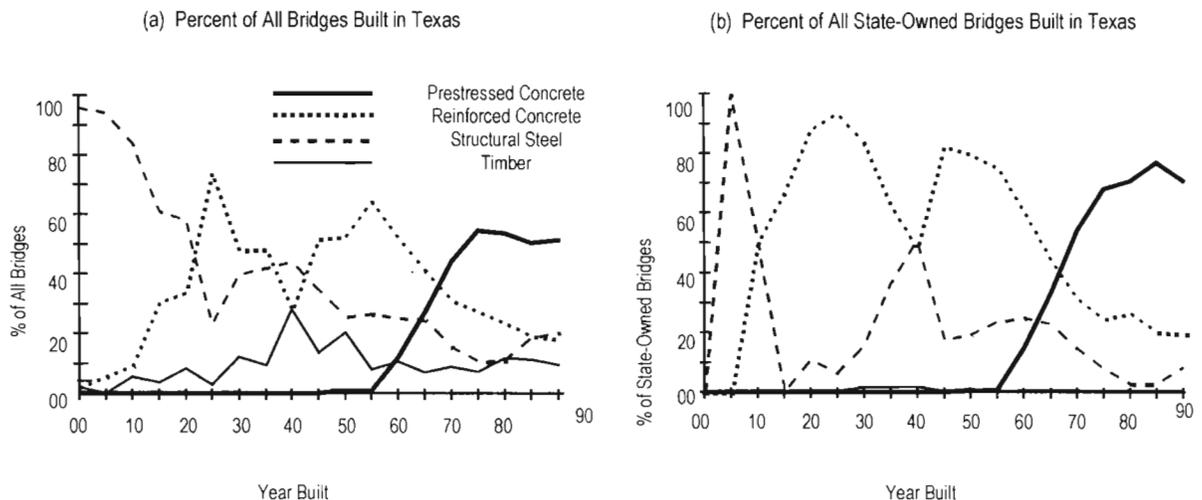 (a) Percent of All Bridges Built in Texas
100
80
60
40
20
00
% of All Bridges
Prestressed Concrete
Reinforced Concrete
Structural Steel
Timber
00 10 20 30 40 50 60 70 80 90
Year Built
(b) Percent of All State-Owned Bridges Built in Texas
100
80
60
40
20
00
% of State-Owned Bridges
00 10 20 30 40 50 60 70 80 90
Year Built